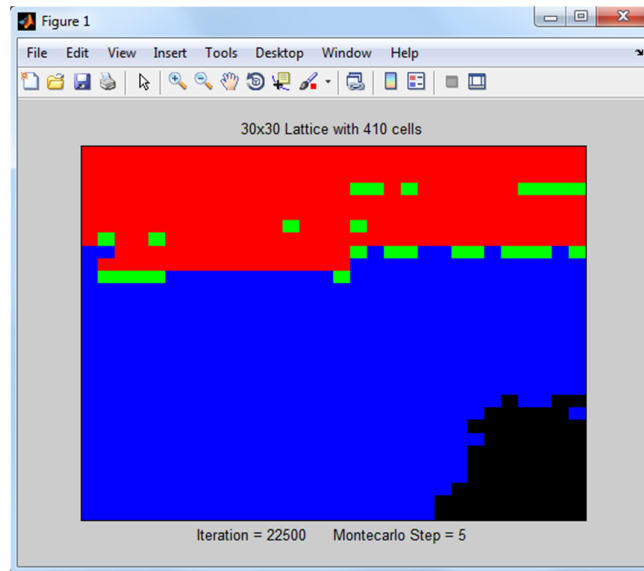 Figure 1
File Edit View Insert Tools Desktop Window Help
30x30 Lattice with 410 cells
Iteration = 22500 Montecarlo Step = 5